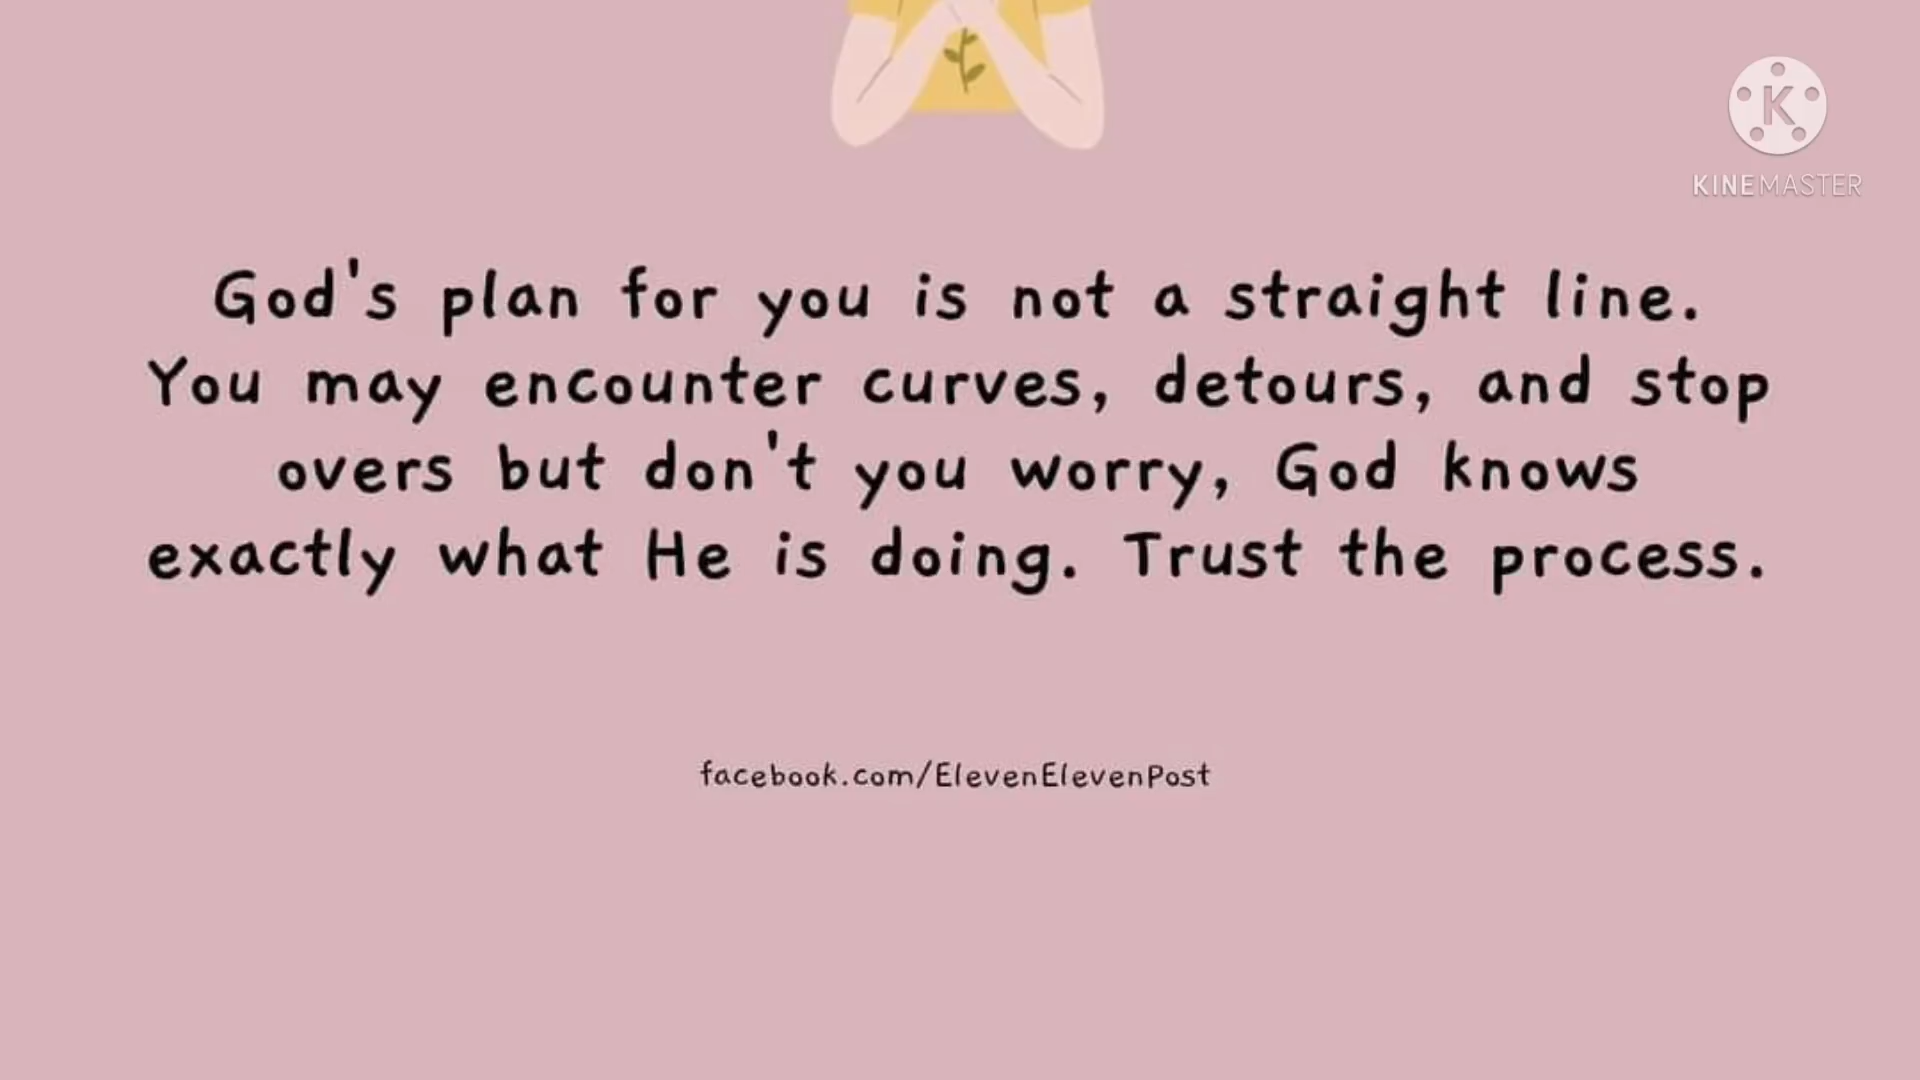 K
KINEMASTER
God's plan for you is not a straight line.
You may encounter curves, detours, and stop
overs but don't you worry, God knows
exactly what He is doing. Trust the process.
facebook.com/ElevenElevenPost